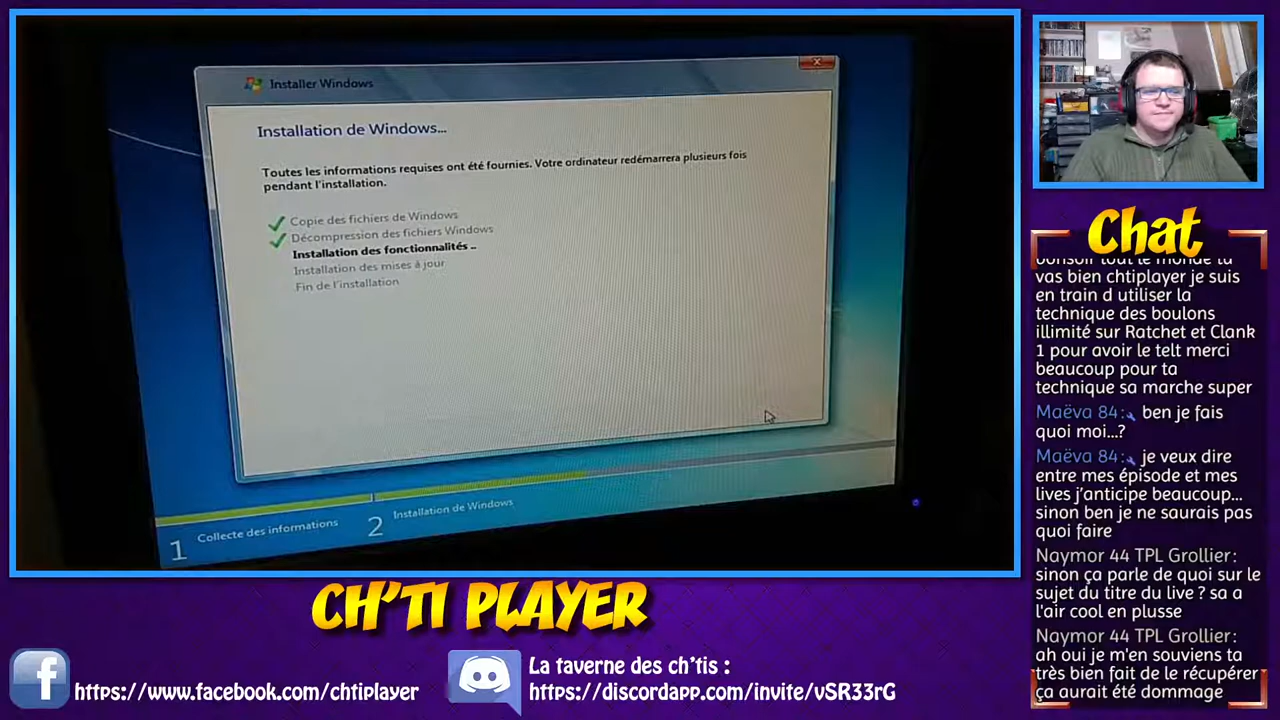 Installer Windows
Installation de Windows...
Toutes les informations requises ont été fournies. Votre ordinateur redémarrera plusieurs fois
pendant l'installation.
Copie des fichiers de Windows
Décompression des fichiers Windows
Installation des fonctionnalités ..
Installation des mises à jour
Fin de l'installation
1 Collecte des informations
2 Installation de Windows
Chat
bonsoir tout le monde tu
vas bien chtiplayer je suis
en train d utiliser la
technique des boulons
illimité sur Ratchet et Clank
1 pour avoir le telt merci
beaucoup pour ta
technique sa marche super
Maëva 84: ben je fais
quoi moi...?
Maëva 84: je veux dire
entre mes épisode et mes
lives j'anticipe beaucoup...
sinon ben je ne saurais pas
quoi faire
Naymor 44 TPL Grollier:
sinon ça parle de quoi sur le
sujet du titre du live ? sa a
l'air cool en plusse
Naymor 44 TPL Grollier:
ah oui je m'en souviens ta
très bien fait de le récupérer
ça aurait été dommage
CH'TI PLAYER
https://www.facebook.com/chtiplayer
La taverne des ch'tis :
https://discordapp.com/invite/vSR33rG